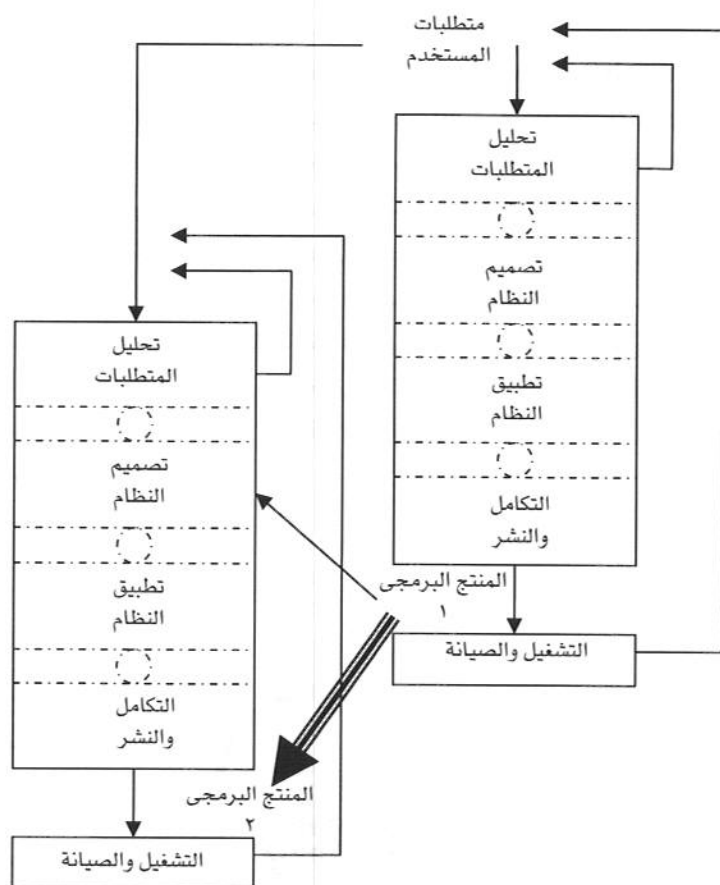 متطلبات
المستخدم
تحليل
المتطلبات
تصميم
النظام
تطبيق
النظام
التكامل
والنشر
المنتج البرمجى
١
التشغيل والصيانة
تحليل
المتطلبات
تصميم
النظام
تطبيق
النظام
التكامل
والنشر
المنتج البرمجى
٢
التشغيل والصيانة